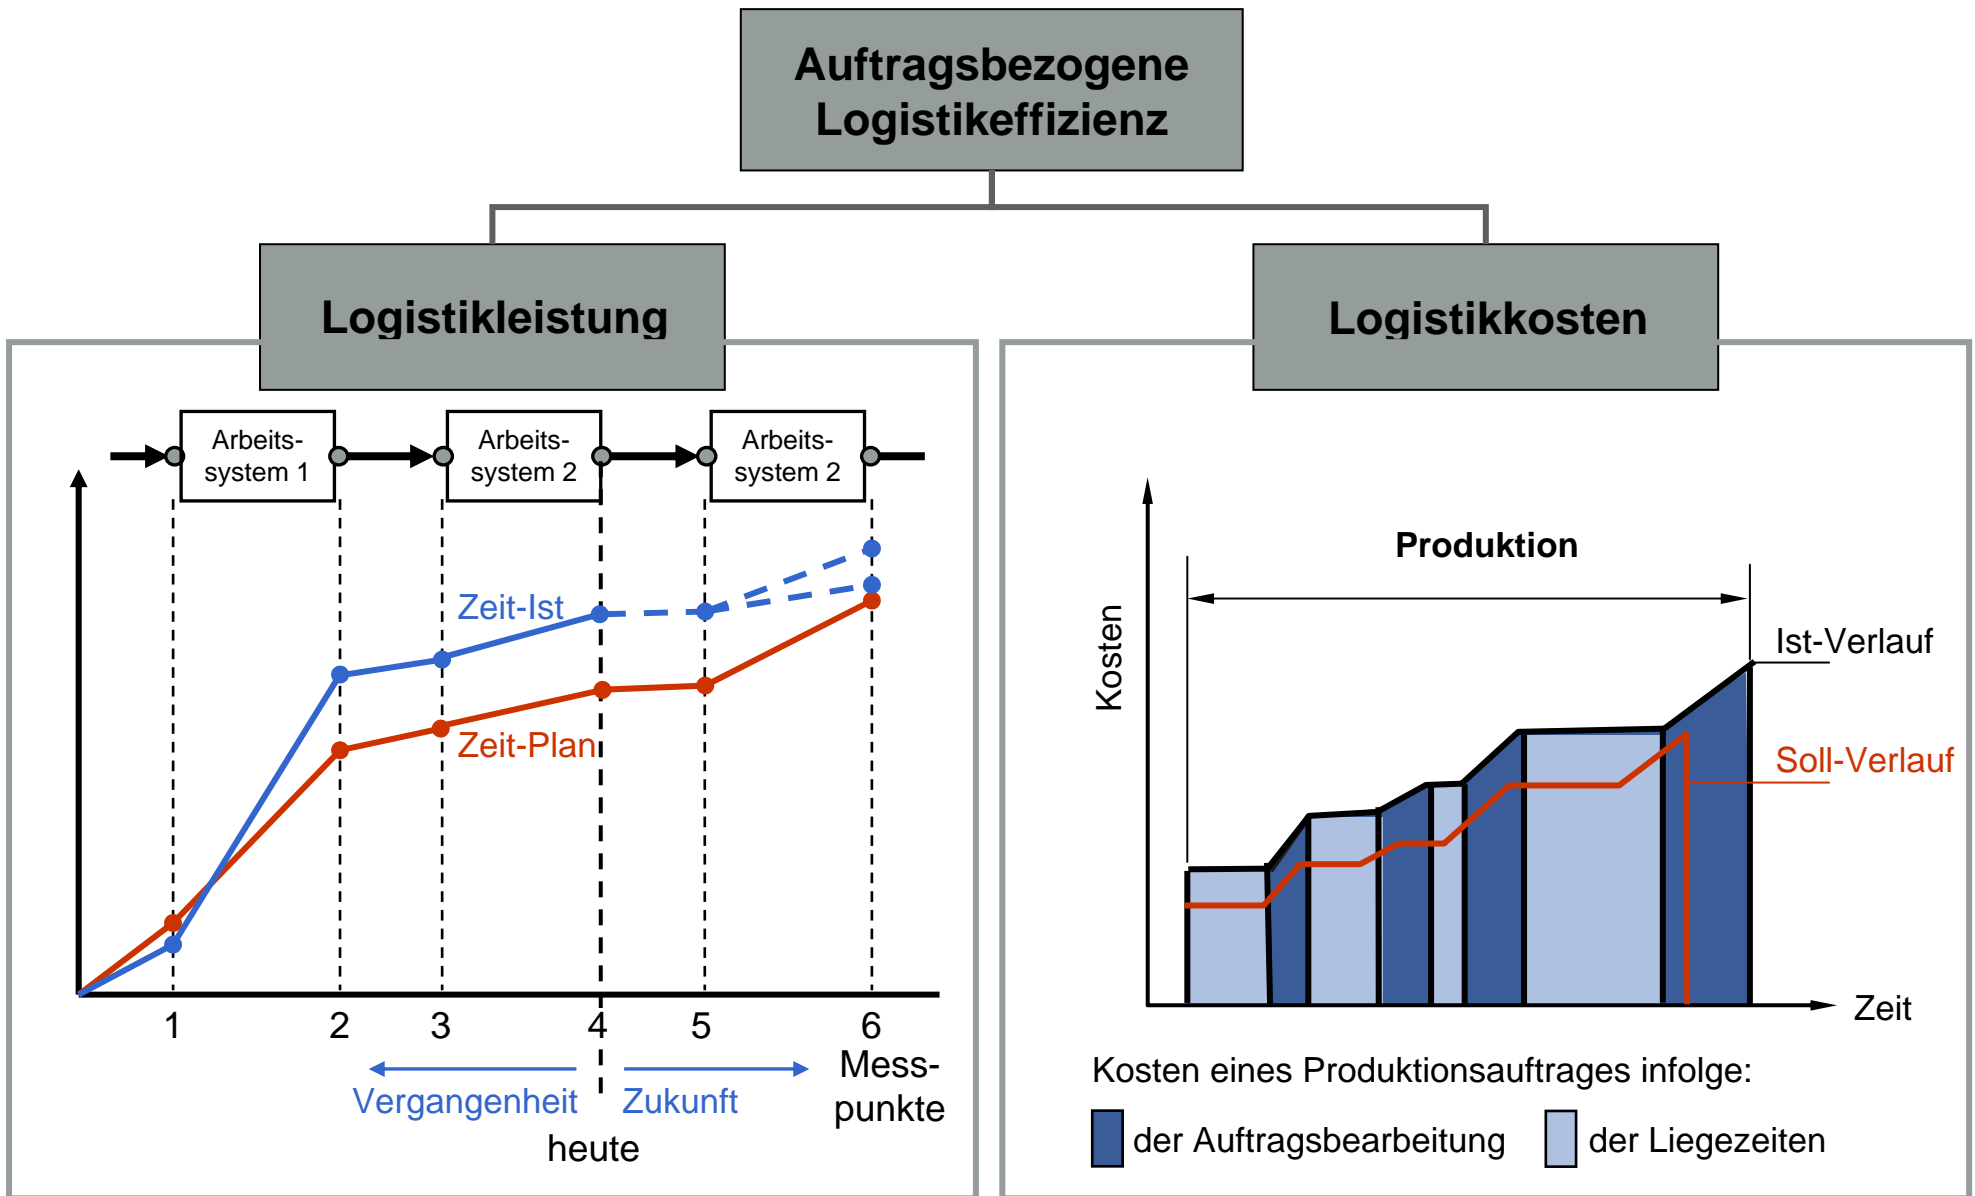 Auftragsbezogene
Logistikeffizienz
Logistikleistung
Arbeits-
system 1
Arbeits-
system 2
Arbeits-
system 2
Zeit-Ist
Zeit-Plan
1 2 3 4 5 6
Mess-
punkte
Vergangenheit Zukunft
heute
Logistikkosten
Produktion
Kosten
Ist-Verlauf
Soll-Verlauf
Zeit
Kosten eines Produktionsauftrages infolge:
der Auftragsbearbeitung der Liegezeiten